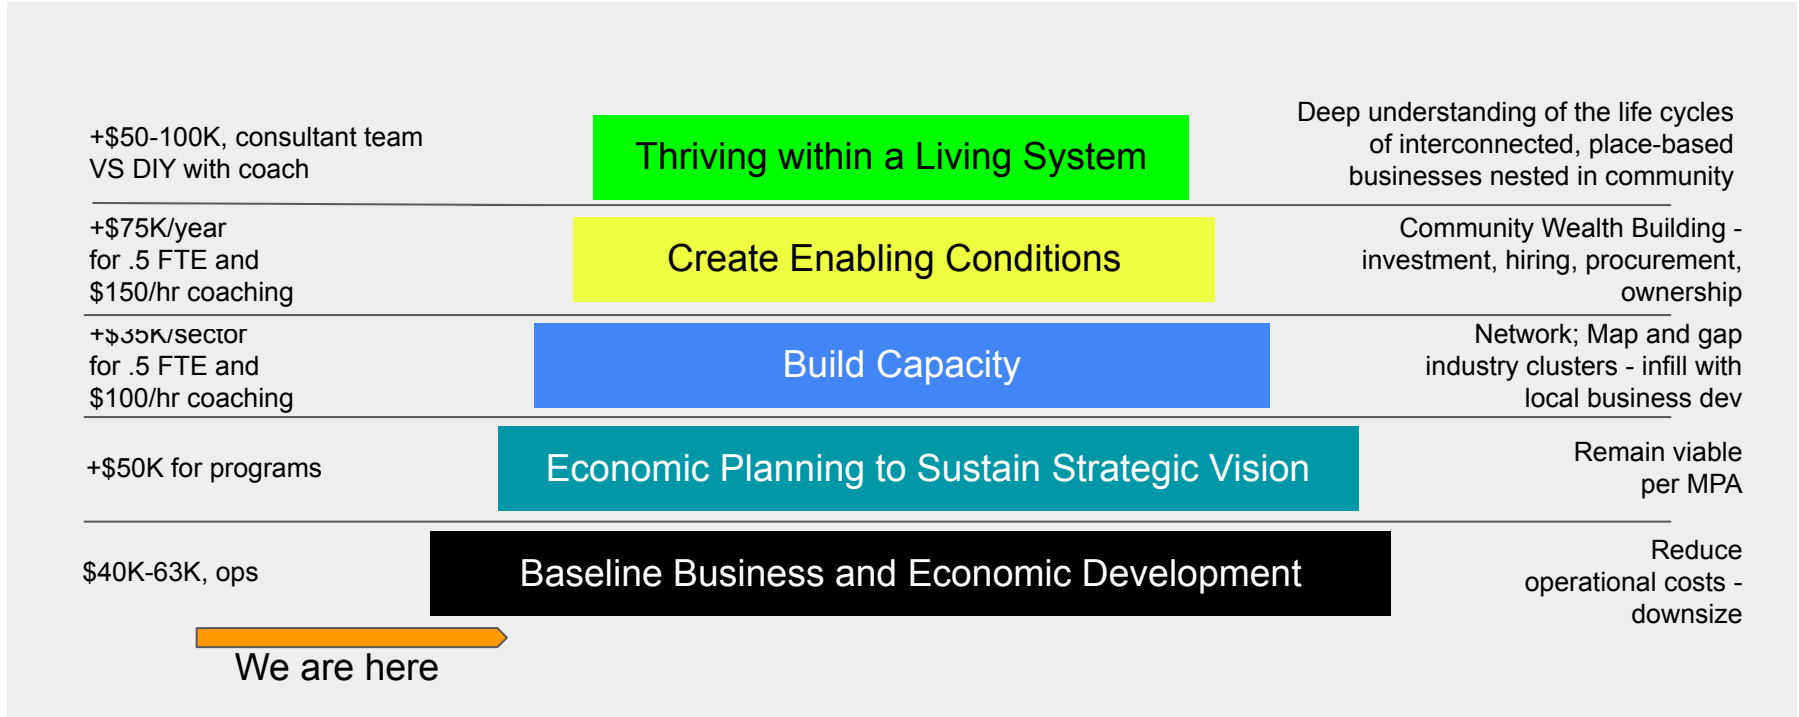 +$50-100K, consultant team
VS DIY with coach
Thriving within a Living System
Deep understanding of the life cycles
of interconnected, place-based
businesses nested in community
+$75K/year
for .5 FTE and
$150/hr coaching
Create Enabling Conditions
Community Wealth Building -
investment, hiring, procurement,
ownership
+$35K/sector
for .5 FTE and
$100/hr coaching
Build Capacity
Network; Map and gap
industry clusters - infill with
local business dev
+$50K for programs
Economic Planning to Sustain Strategic Vision
Remain viable
per MPA
$40K-63K, ops
Baseline Business and Economic Development
Reduce
operational costs -
downsize
We are here